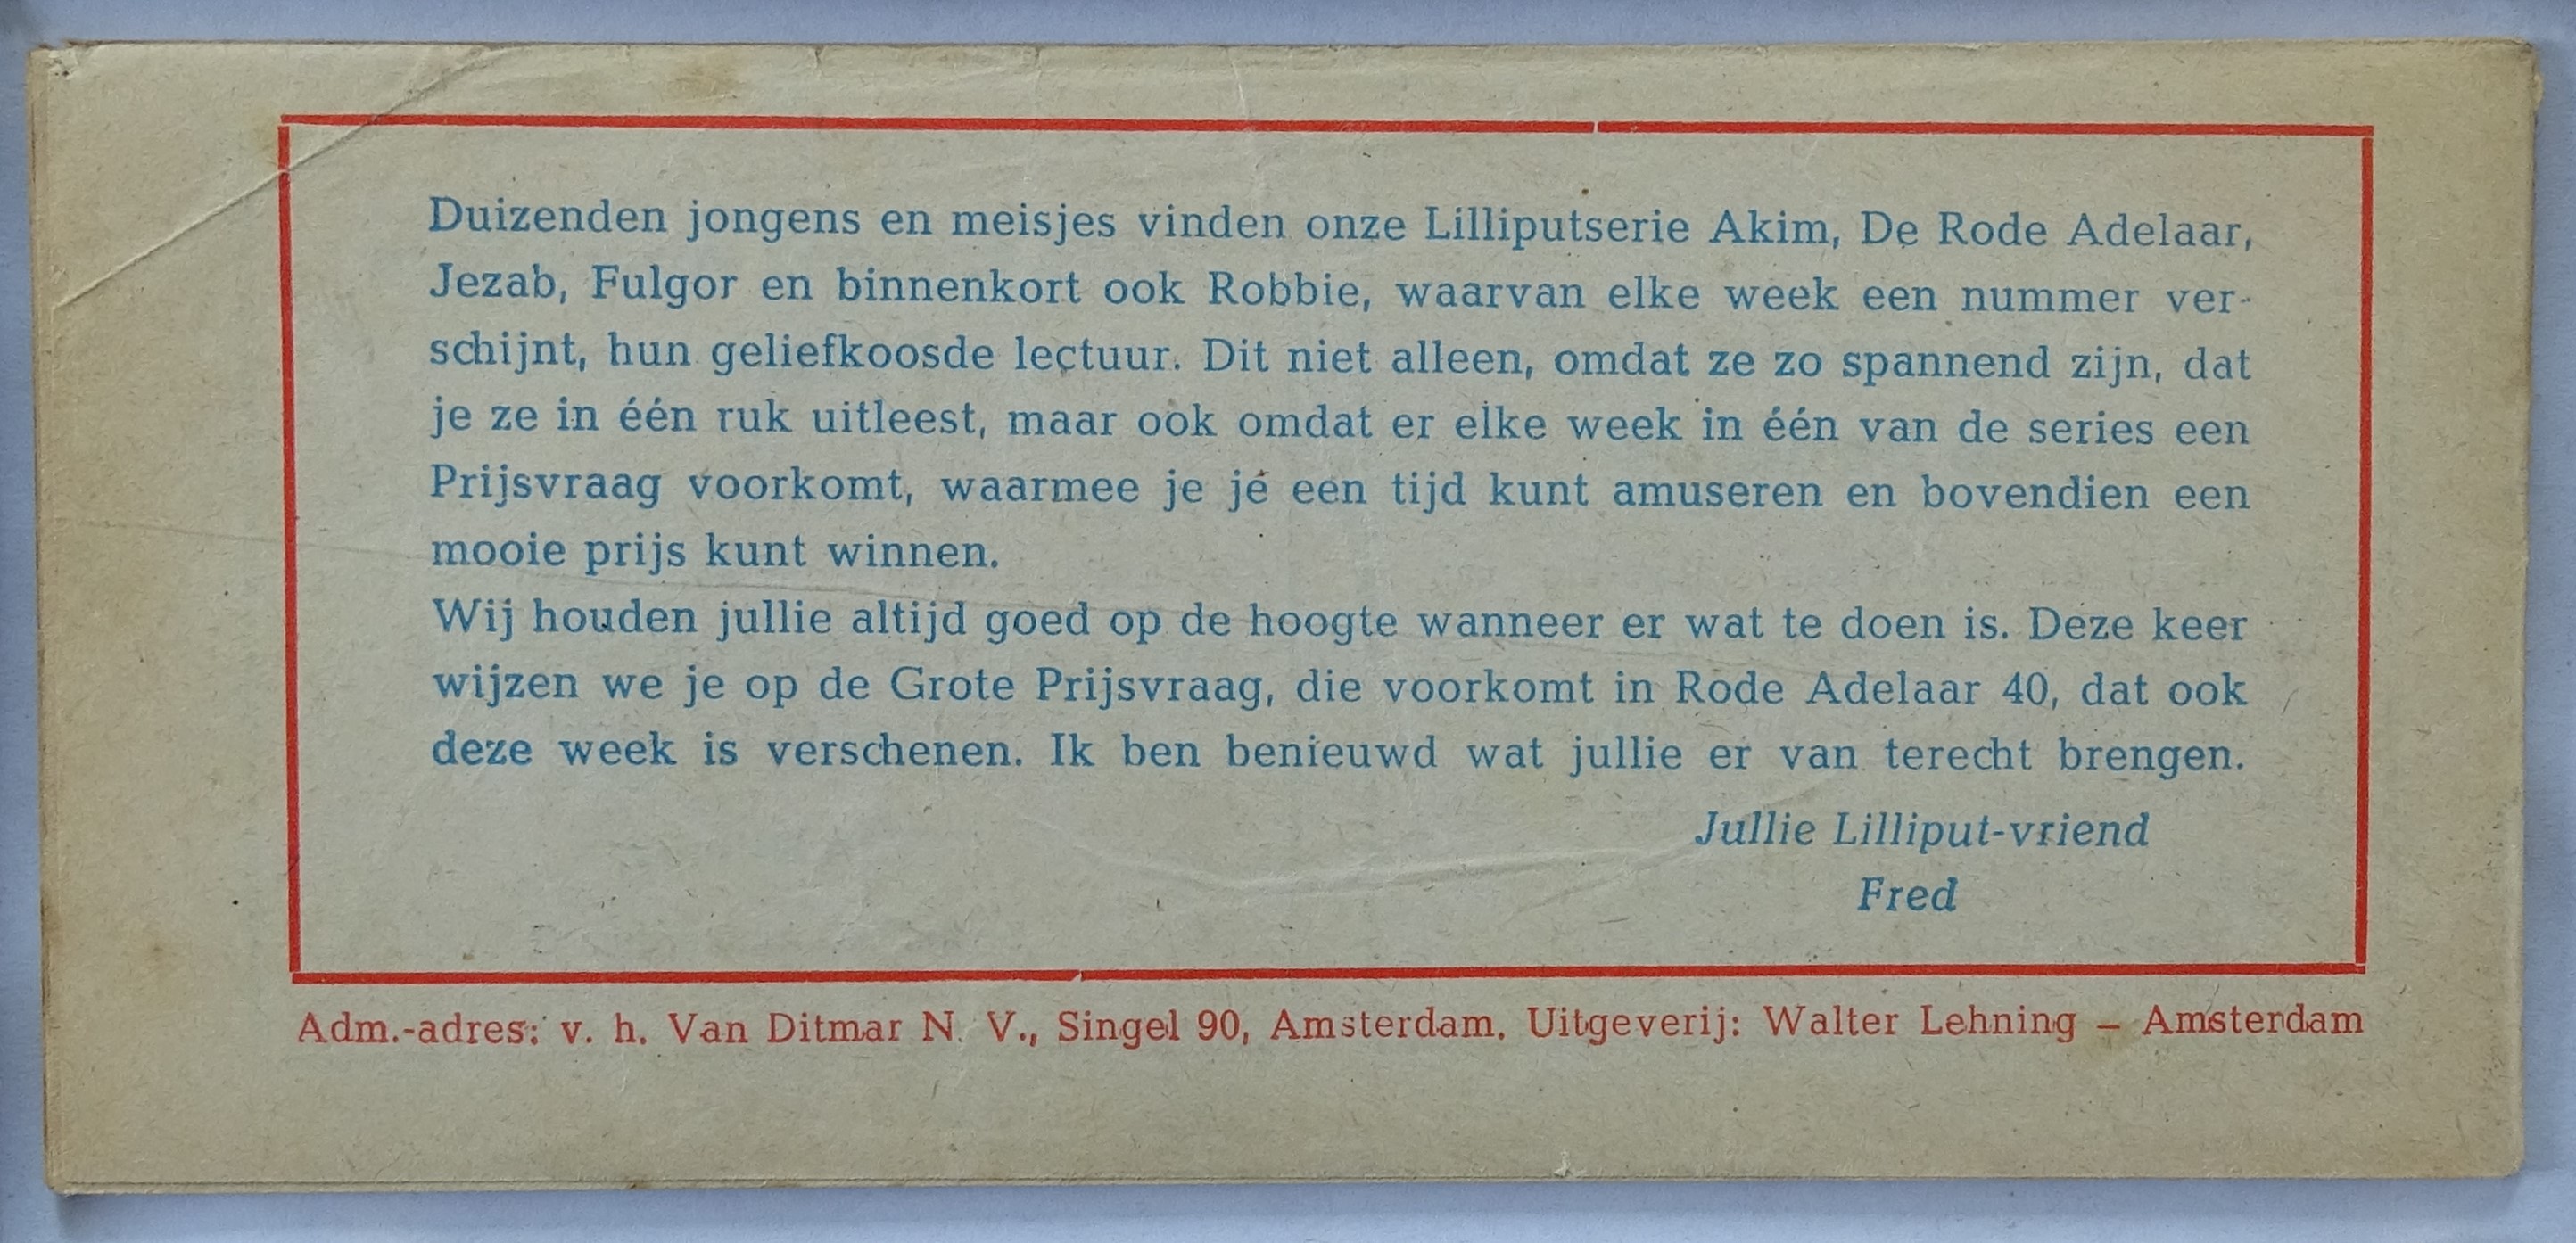 Duizenden jongens en meisjes vinden onze Lilliputserie Akim, De Rode Adelaar,
Jezab, Fulgor en binnenkort ook Robbie, waarvan elke week een nummer ver-
schijnt, hun geliefkoosde lectuur. Dit niet alleen, omdat ze zo spannend zijn, dat
je ze in één ruk uitleest, maar ook omdat er elke week in één van de series een
Prijsvraag voorkomt, waarmee je je een tijd kunt amuseren en bovendien een
mooie prijs kunt winnen.
Wij houden jullie altijd goed op de hoogte wanneer er wat te doen is. Deze keer
wijzen we je op de Grote Prijsvraag, die voorkomt in Rode Adelaar 40, dat ook
deze week is verschenen. Ik ben benieuwd wat jullie er van terecht brengen.
Jullie Lilliput-vriend
Fred
Adm.-adres: v. h. Van Ditmar N. V., Singel 90, Amsterdam. Uitgeverij: Walter Lehning – Amsterdam